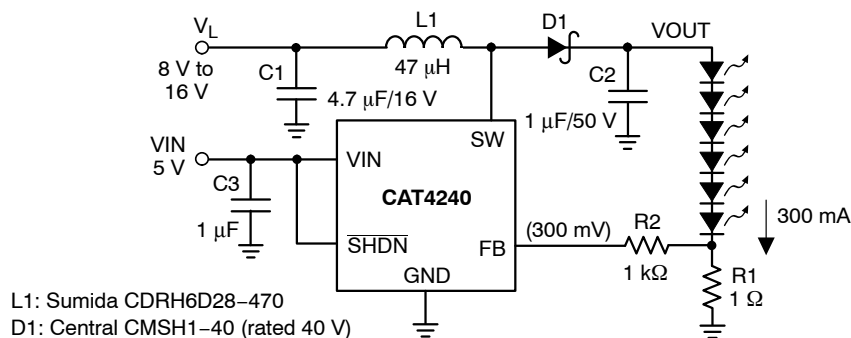 VL
8 V to
16 V
C1
4.7 μF/16 V
L1
47 μH
D1
VOUT
C2
1 μF/50 V
VIN
5 V
C3
1 μF
VIN
SW
CAT4240
SHDN
FB
GND
(300 mV)
R2
1 kΩ
300 mA
R1
1 Ω
L1: Sumida CDRH6D28−470
D1: Central CMSH1−40 (rated 40 V)